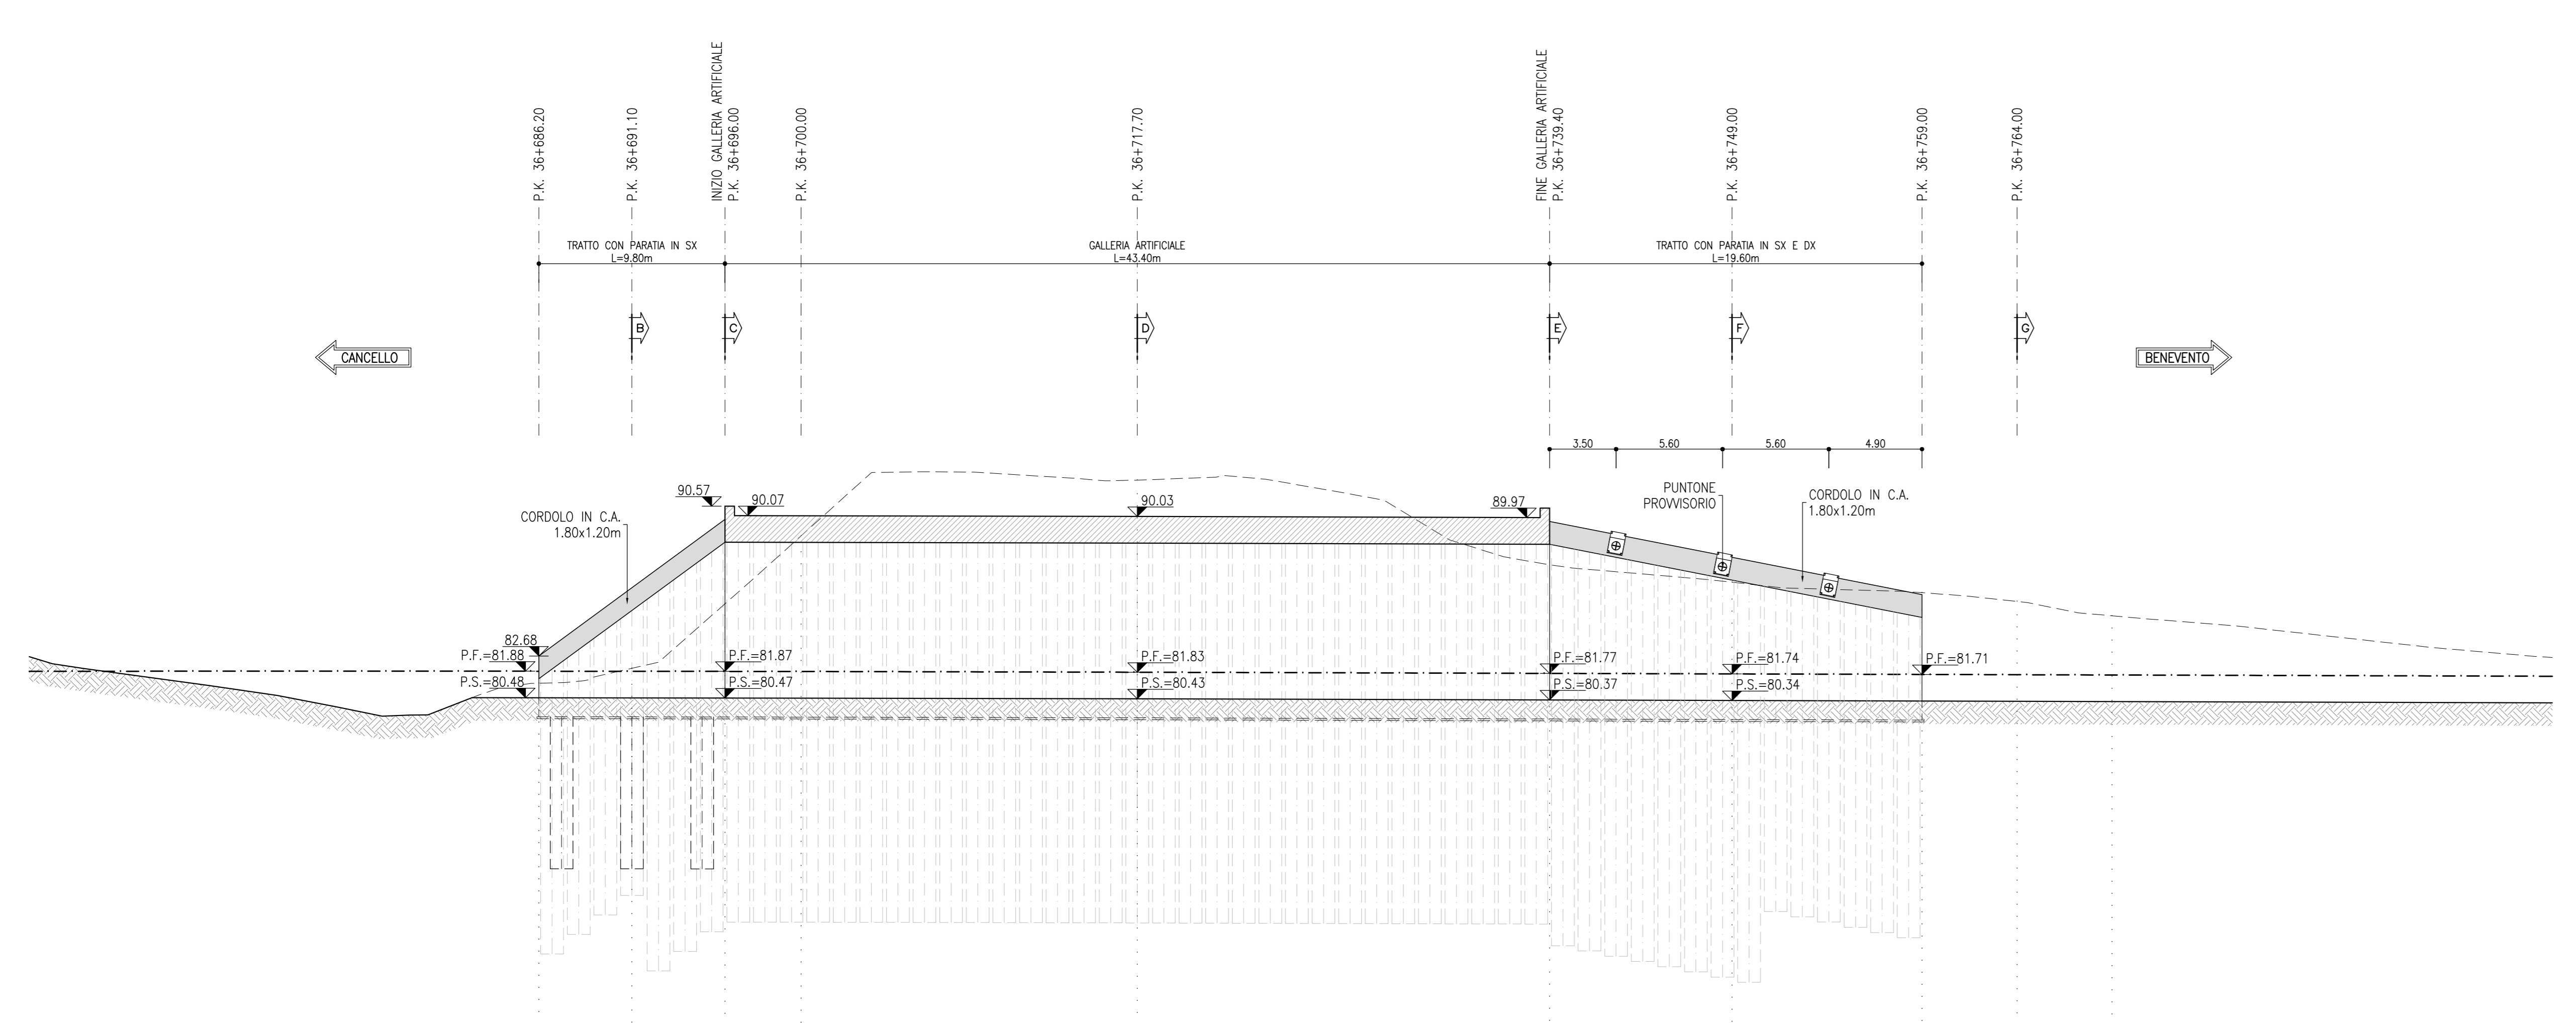 P.K. 36+686.20
P.K. 36+691.10
INIZIO GALLERIA ARTIFICIALE
P.K. 36+696.00
P.K. 36+700.00
P.K. 36+717.70
FINE GALLERIA ARTIFICIALE
P.K. 36+739.40
P.K. 36+749.00
P.K. 36+759.00
P.K. 36+764.00
TRATTO CON PARATIA IN SX
L=9.80m
GALLERIA ARTIFICIALE
L=43.40m
TRATTO CON PARATIA IN SX E DX
L=19.60m
B
C
D
E
F
G
CANCELLO
BENEVENTO
3.50
5.60
5.60
4.90
90.57
90.07
90.03
89.97
PUNTONE
PROVVISORIO
CORDOLO IN C.A.
1.80x1.20m
CORDOLO IN C.A.
1.80x1.20m
82.68
P.F.=81.88
P.F.=81.87
P.F.=81.83
P.F.=81.77
P.F.=81.74
P.F.=81.71
P.S.=80.48
P.S.=80.47
P.S.=80.43
P.S.=80.37
P.S.=80.34